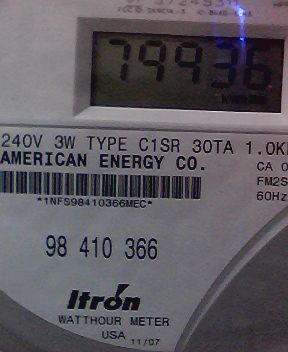 79936
240V 3W TYPE C1SR 30TA 1.0K
AMERICAN ENERGY CO.
CA 0
FM2S
60Hz
*1NFS98410366MEC*
98 410 366
Itron
WATTHOUR METER
USA 11/07